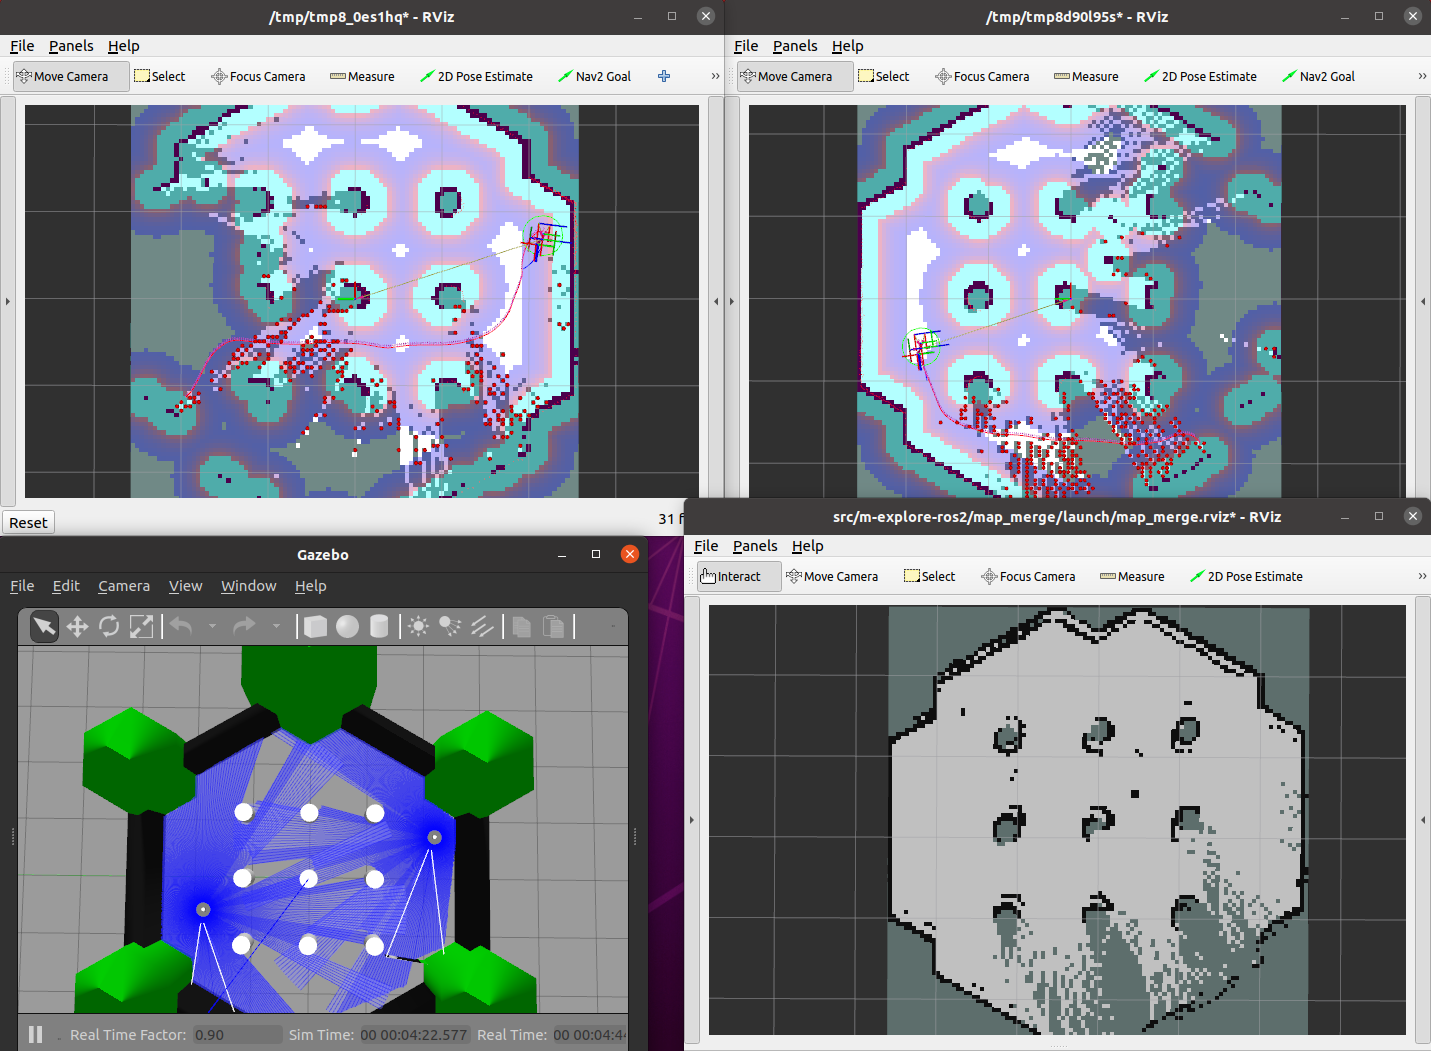 /tmp/tmp8_0es1hq* - RViz
File Panels Help
Move Camera Select Focus Camera Measure 2D Pose Estimate Nav2 Goal
Reset
31 f
/tmp/tmp8d90l95s* - RViz
File Panels Help
Move Camera Select Focus Camera Measure 2D Pose Estimate Nav2 Goal
Gazebo
File Edit Camera View Window Help
Real Time Factor: 0.90 Sim Time: 00 00:04:22.577 Real Time: 00 00:04:4
src/m-explore-ros2/map_merge/launch/map_merge.rviz* - RViz
File Panels Help
Interact Move Camera Select Focus Camera Measure 2D Pose Estimate